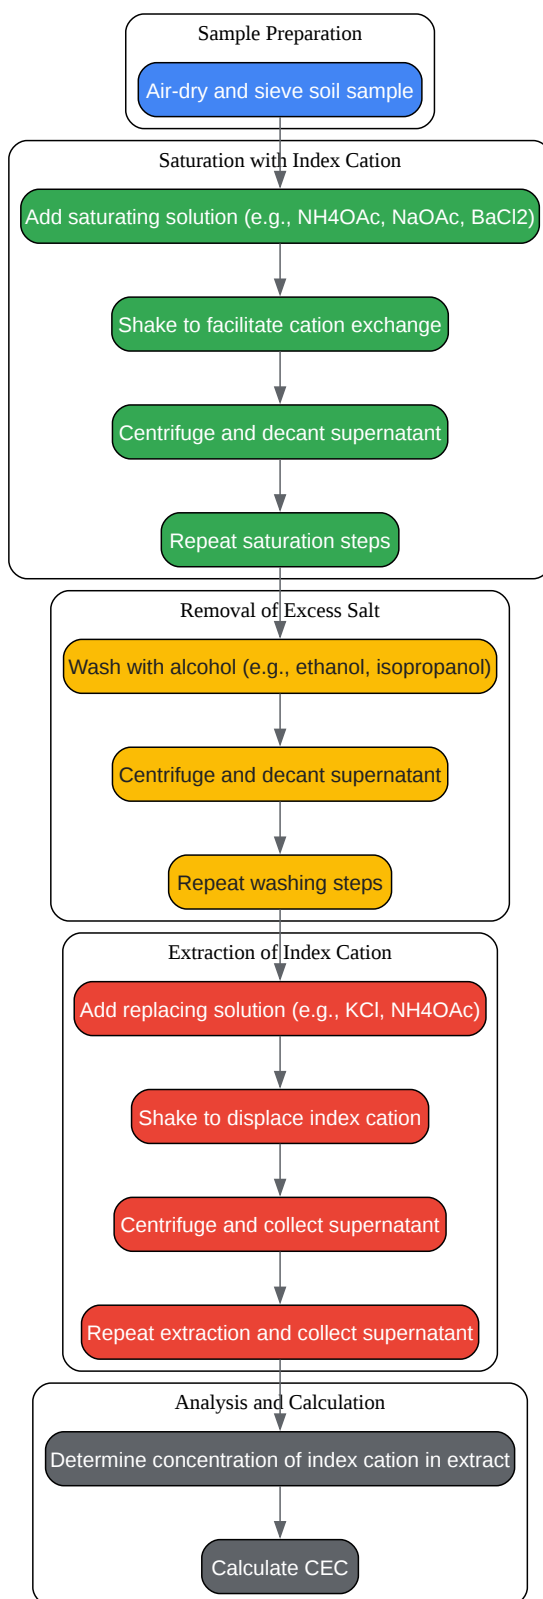 Sample Preparation
Air-dry and sieve soil sample
Saturation with Index Cation
Add saturating solution (e.g., NH4OAc, NaOAc, BaCl2)
Shake to facilitate cation exchange
Centrifuge and decant supernatant
Repeat saturation steps
Removal of Excess Salt
Wash with alcohol (e.g., ethanol, isopropanol)
Centrifuge and decant supernatant
Repeat washing steps
Extraction of Index Cation
Add replacing solution (e.g., KCl, NH4OAc)
Shake to displace index cation
Centrifuge and collect supernatant
Repeat extraction and collect supernatant
Analysis and Calculation
Determine concentration of index cation in extract
Calculate CEC